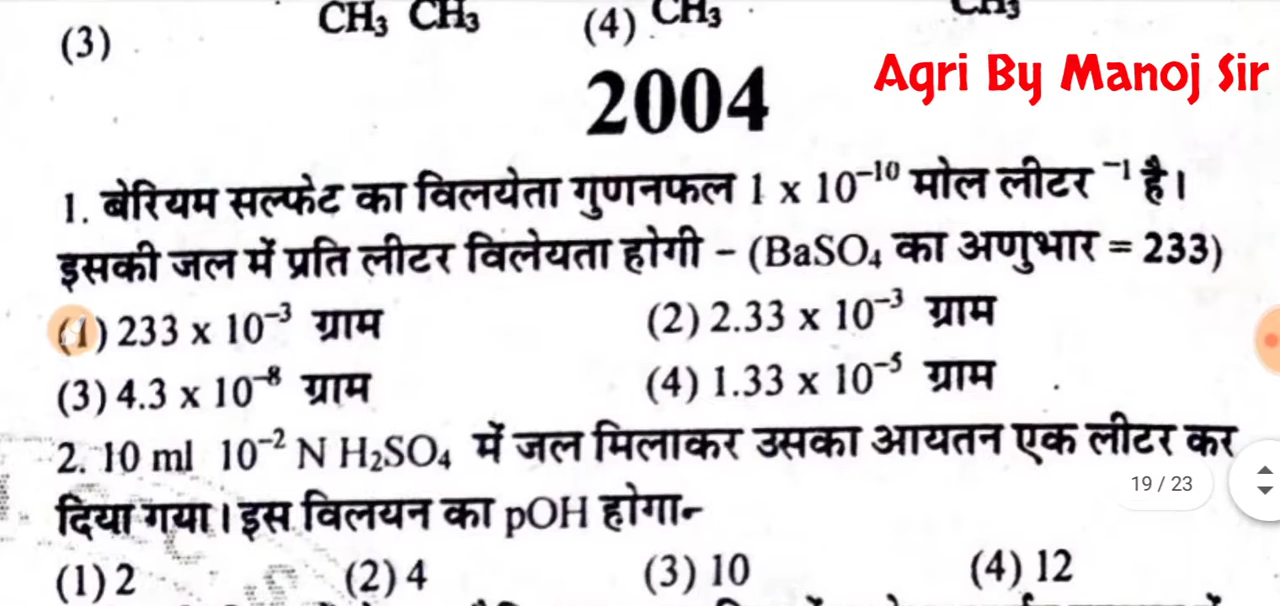 (3) CH₃ CH₃ (4) CH₃ CH₃
Agri By Manoj Sir
2004
1. बेरियम सल्फेट का विलयेता गुणनफल 1 x 10⁻¹⁰ मोल लीटर ⁻¹ है।
इसकी जल में प्रति लीटर विलेयता होगी – (BaSO₄ का अणुभार = 233)
(1) 233 x 10⁻³ ग्राम (2) 2.33 x 10⁻³ ग्राम
(3) 4.3 x 10⁻⁸ ग्राम (4) 1.33 x 10⁻⁵ ग्राम
2. 10 ml 10⁻² N H₂SO₄ में जल मिलाकर उसका आयतन एक लीटर कर
19 / 23
दिया गया। इस विलयन का pOH होगा-
(1) 2 (2) 4 (3) 10 (4) 12